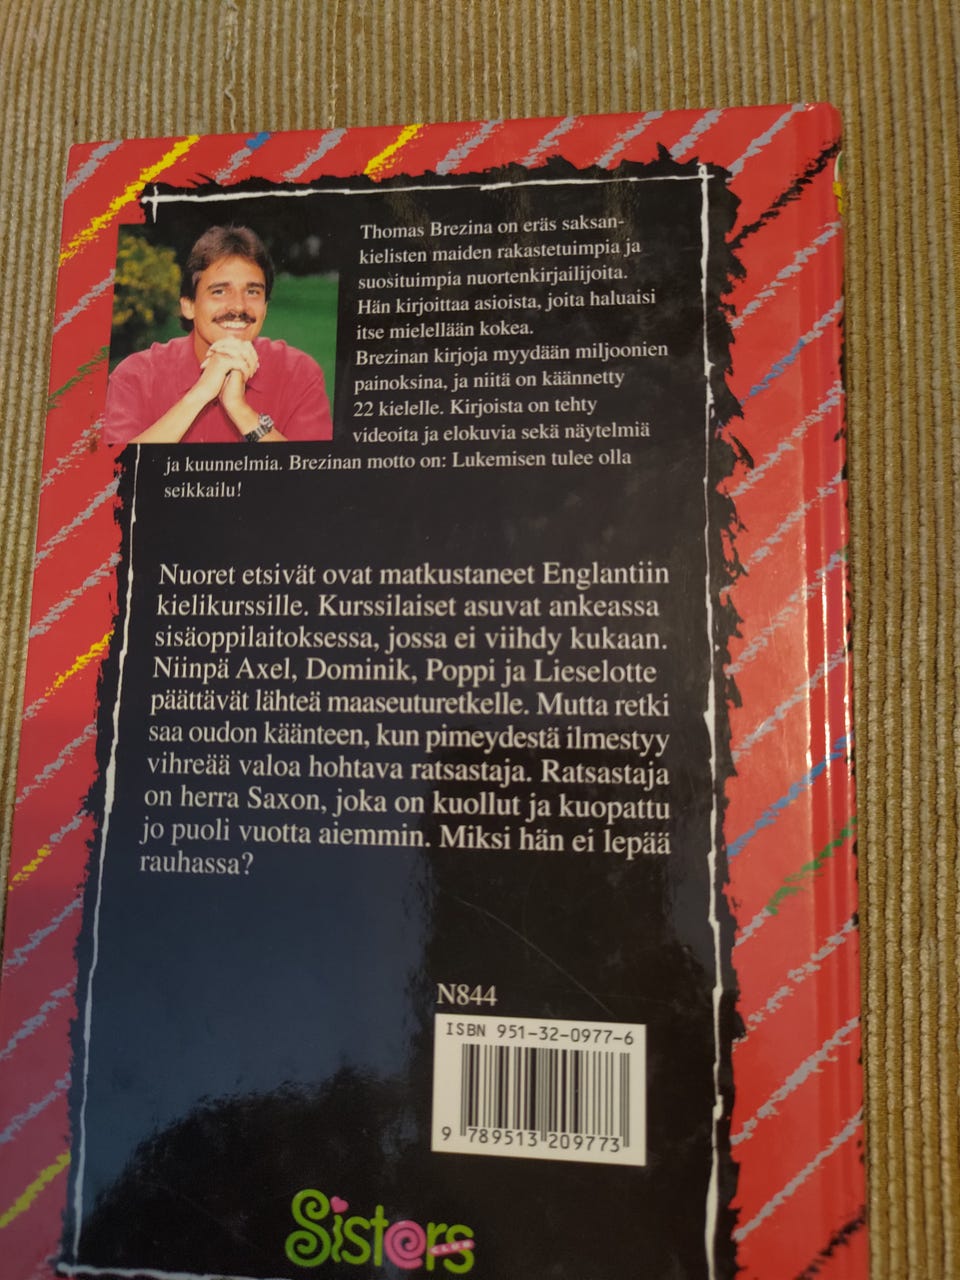 Thomas Brezina on eräs saksan-
kielisten maiden rakastetuimpia ja
suosituimpia nuortenkirjailijoita.
Hän kirjoittaa asioista, joita haluaisi
itse mielellään kokea.
Brezinan kirjoja myydään miljoonien
painoksina, ja niitä on käännetty
22 kielelle. Kirjoista on tehty
videoita ja elokuvia sekä näytelmiä
ja kuunnelmia. Brezinan motto on: Lukemisen tulee olla
seikkailu!
Nuoret etsivät ovat matkustaneet Englantiin
kielikurssille. Kurssilaiset asuvat ankeassa
sisäoppilaitoksessa, jossa ei viihdy kukaan.
Niinpä Axel, Dominik, Poppi ja Lieselotte
päättävät lähteä maaseuturetkelle. Mutta retki
saa oudon käänteen, kun pimeydestä ilmestyy
vihreää valoa hohtava ratsastaja. Ratsastaja
on herra Saxon, joka on kuollut ja kuopattu
jo puoli vuotta aiemmin. Miksi hän ei lepää
rauhassa?
N844
ISBN 951-32-0977-6
9 789513 209773
Sisters
CLUB